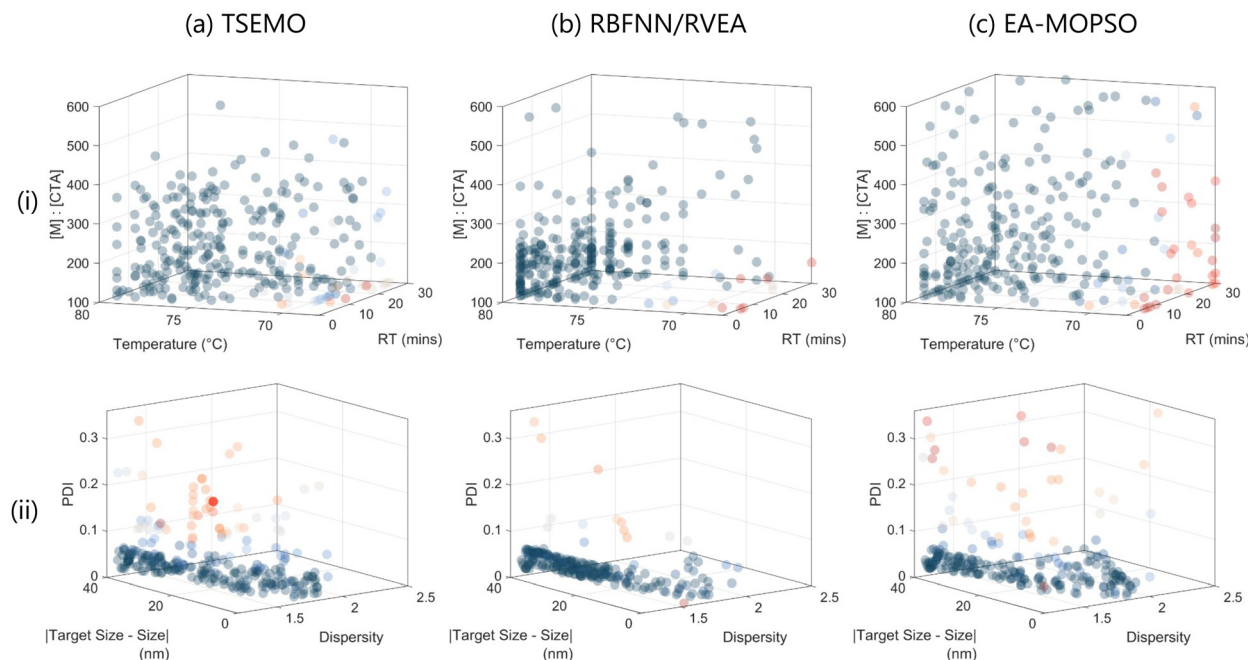 (a) TSEMO
(b) RBFNN/RVEA
(c) EA-MOPSO
(i)
[M] : [CTA]
600
500
400
300
200
100
80
75
70
0
10
20
30
Temperature (°C)
RT (mins)
[M] : [CTA]
600
500
400
300
200
100
80
75
70
0
10
20
30
Temperature (°C)
RT (mins)
[M] : [CTA]
600
500
400
300
200
100
80
75
70
0
10
20
30
Temperature (°C)
RT (mins)
(ii)
PDI
0.3
0.2
0.1
0
40
20
0
1.5
2
2.5
|Target Size - Size|
(nm)
Dispersity
PDI
0.3
0.2
0.1
0
40
20
0
1.5
2
2.5
|Target Size - Size|
(nm)
Dispersity
PDI
0.3
0.2
0.1
0
40
20
0
1.5
2
2.5
|Target Size - Size|
(nm)
Dispersity